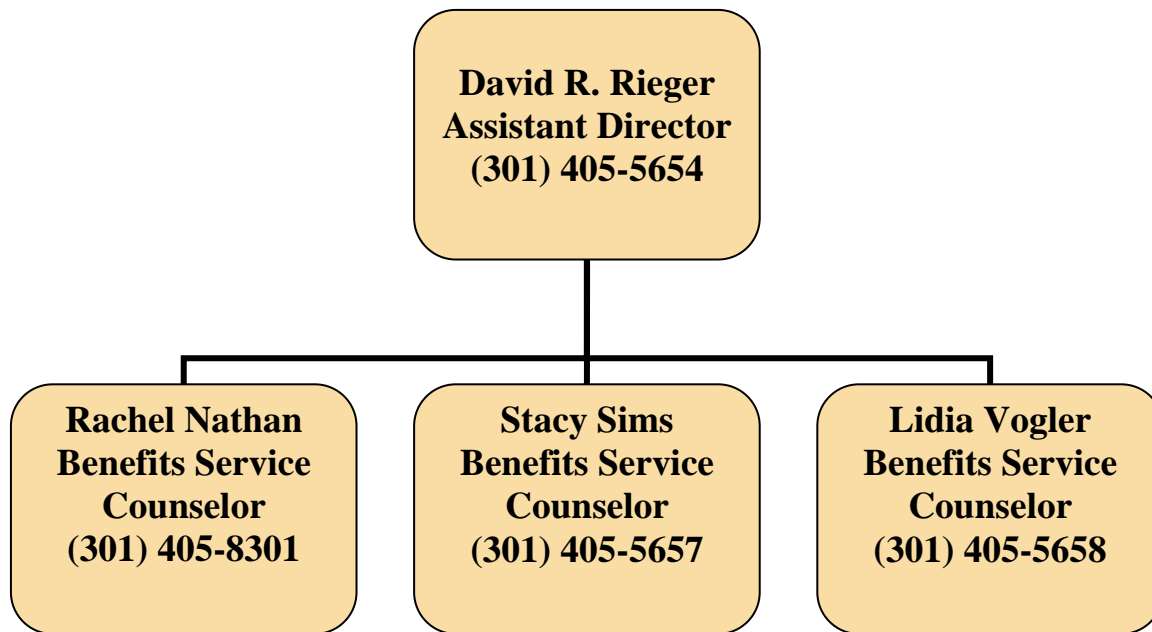 David R. Rieger
Assistant Director
(301) 405-5654
Rachel Nathan
Benefits Service
Counselor
(301) 405-8301
Stacy Sims
Benefits Service
Counselor
(301) 405-5657
Lidia Vogler
Benefits Service
Counselor
(301) 405-5658